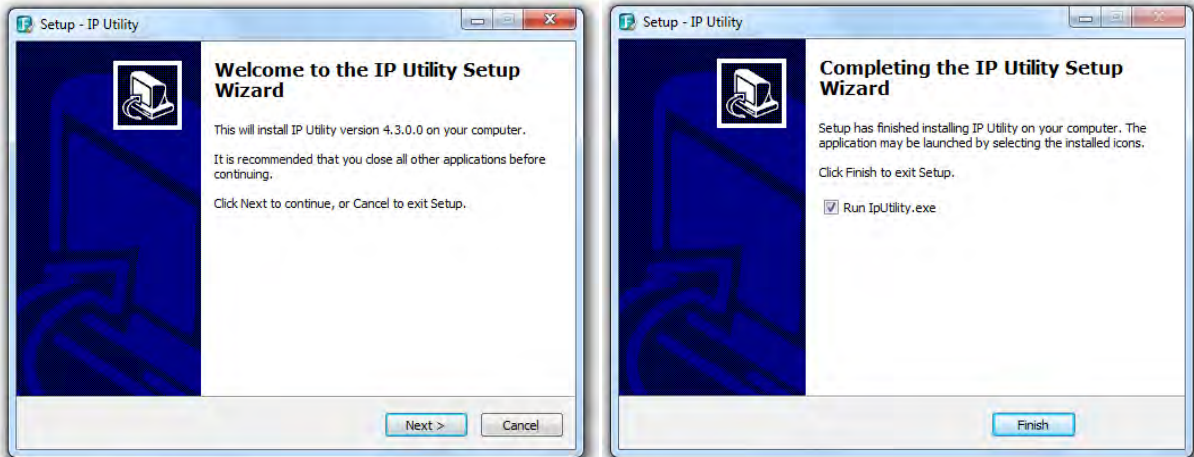 Setup - IP Utility
Welcome to the IP Utility Setup
Wizard
This will install IP Utility version 4.3.0.0 on your computer.
It is recommended that you close all other applications before
continuing.
Click Next to continue, or Cancel to exit Setup.
Next >
Cancel
Setup - IP Utility
Completing the IP Utility Setup
Wizard
Setup has finished installing IP Utility on your computer. The
application may be launched by selecting the installed icons.
Click Finish to exit Setup.
Run IpUtility.exe
Finish